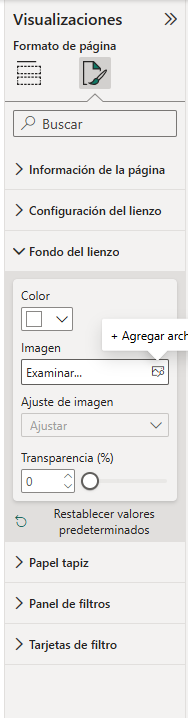 Visualizaciones
Formato de página
Buscar
Información de la página
Configuración del lienzo
Fondo del lienzo
Color
+ Agregar arch
Imagen
Examinar...
Ajuste de imagen
Ajustar
Transparencia (%)
0
Restablecer valores
predeterminados
Papel tapiz
Panel de filtros
Tarjetas de filtro